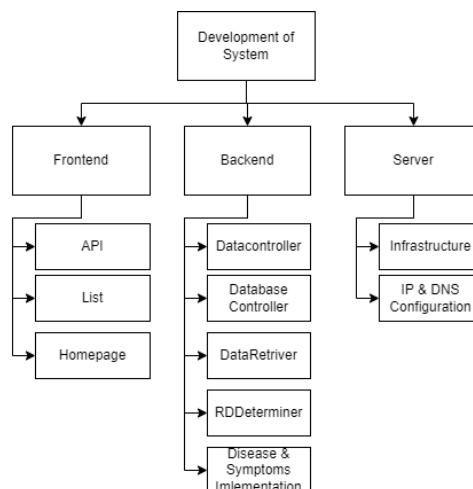 Development of
System
Frontend
Backend
Server
API
List
Homepage
Datacontroller
Database
Controller
DataRetriver
RDDeterminer
Disease &
Symptoms
Imlementation
Infrastructure
IP & DNS
Configuration